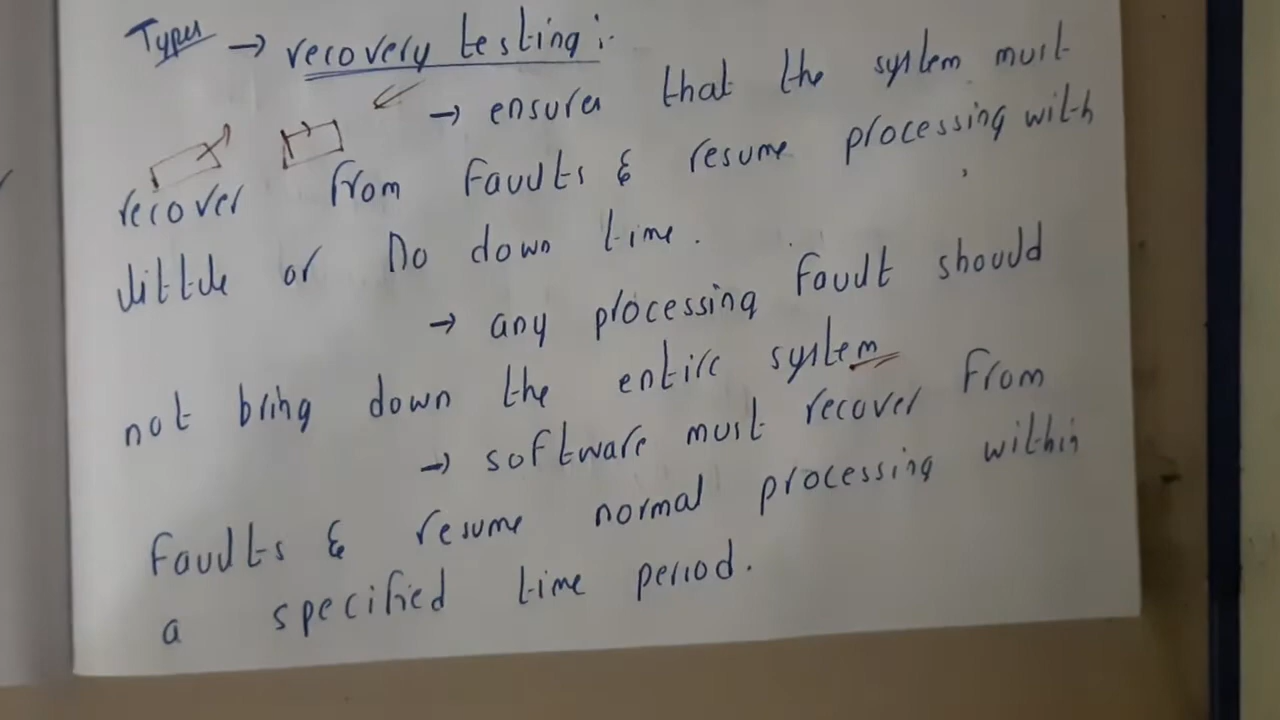 Types → recovery testing :-
→ ensures that the system must
recover from faults & resume processing with
little or no down time.
→ any processing fault should
not bring down the entire system
→ software must recover from
faults & resume normal processing within
a specified time period.